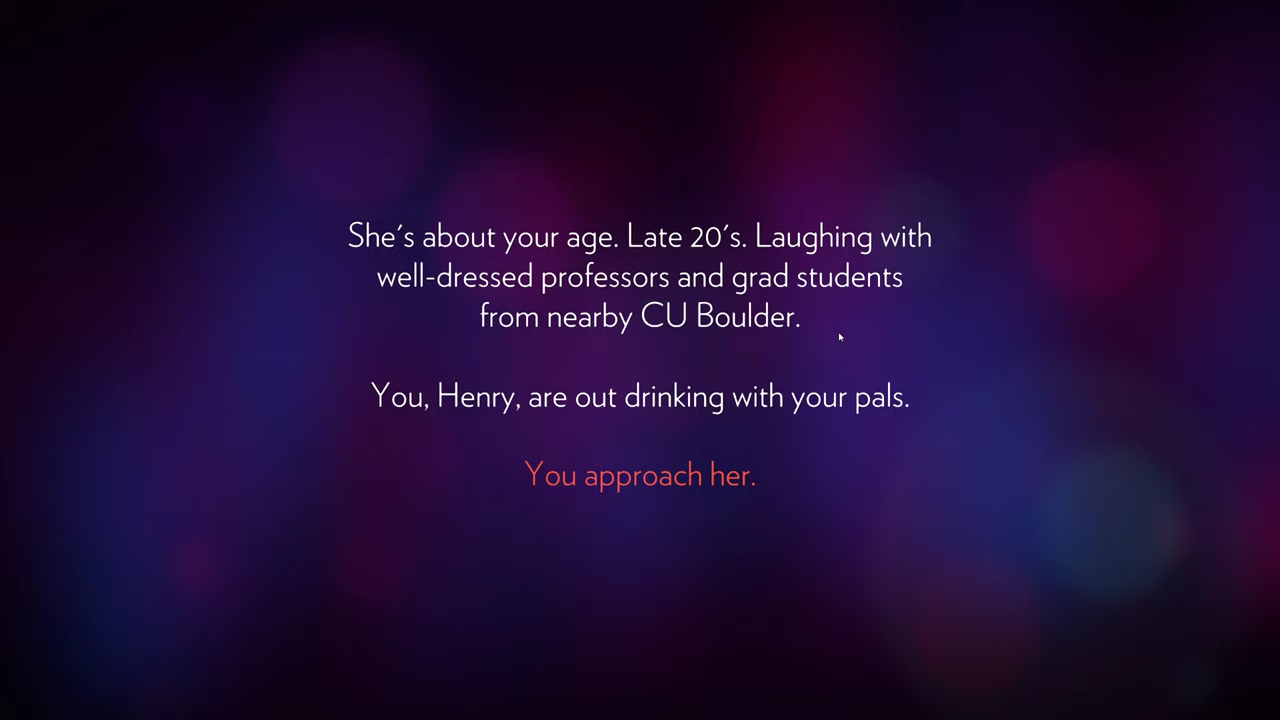 She's about your age. Late 20's. Laughing with
well-dressed professors and grad students
from nearby CU Boulder.
You, Henry, are out drinking with your pals.
You approach her.